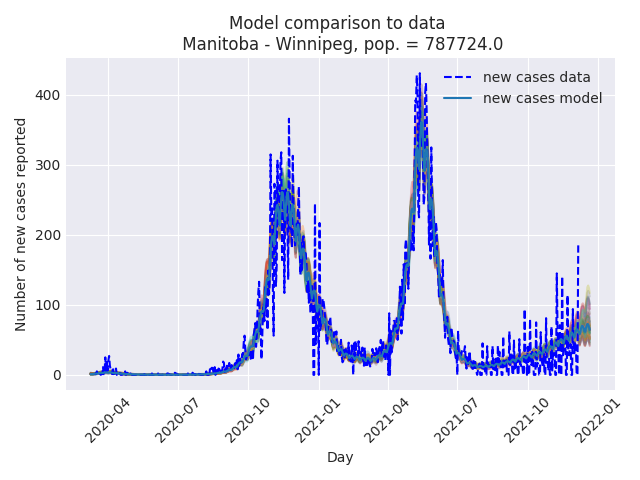 Model comparison to data
Manitoba - Winnipeg, pop. = 787724.0
new cases data
new cases model
Number of new cases reported
400
300
200
100
0
2020-04
2020-07
2020-10
2021-01
2021-04
2021-07
2021-10
2022-01
Day